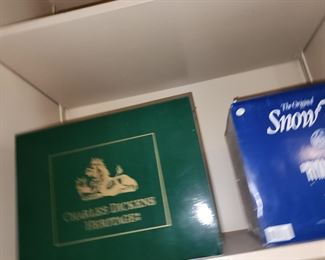 CHARLES DICKENS
HERITAGE
The Original
Snow